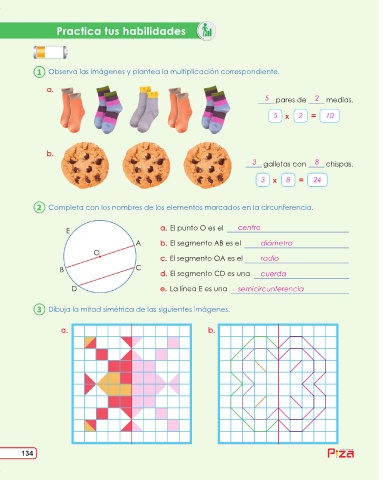 Practica tus habilidades
1 Observa las imágenes y plantea la multiplicación correspondiente.
a.
5 pares de 2 medias.
5 x 2 = 10
b.
3 galletas con 8 chispas.
3 x 8 = 24
2 Completa con los nombres de los elementos marcados en la circunferencia.
E
A
O
B
C
D
a. El punto O es el centro
b. El segmento AB es el diámetro
c. El segmento OA es el radio
d. El segmento CD es una cuerda
e. La línea E es una semicircunferencia
3 Dibuja la mitad simétrica de las siguientes imágenes.
a.
b.
134